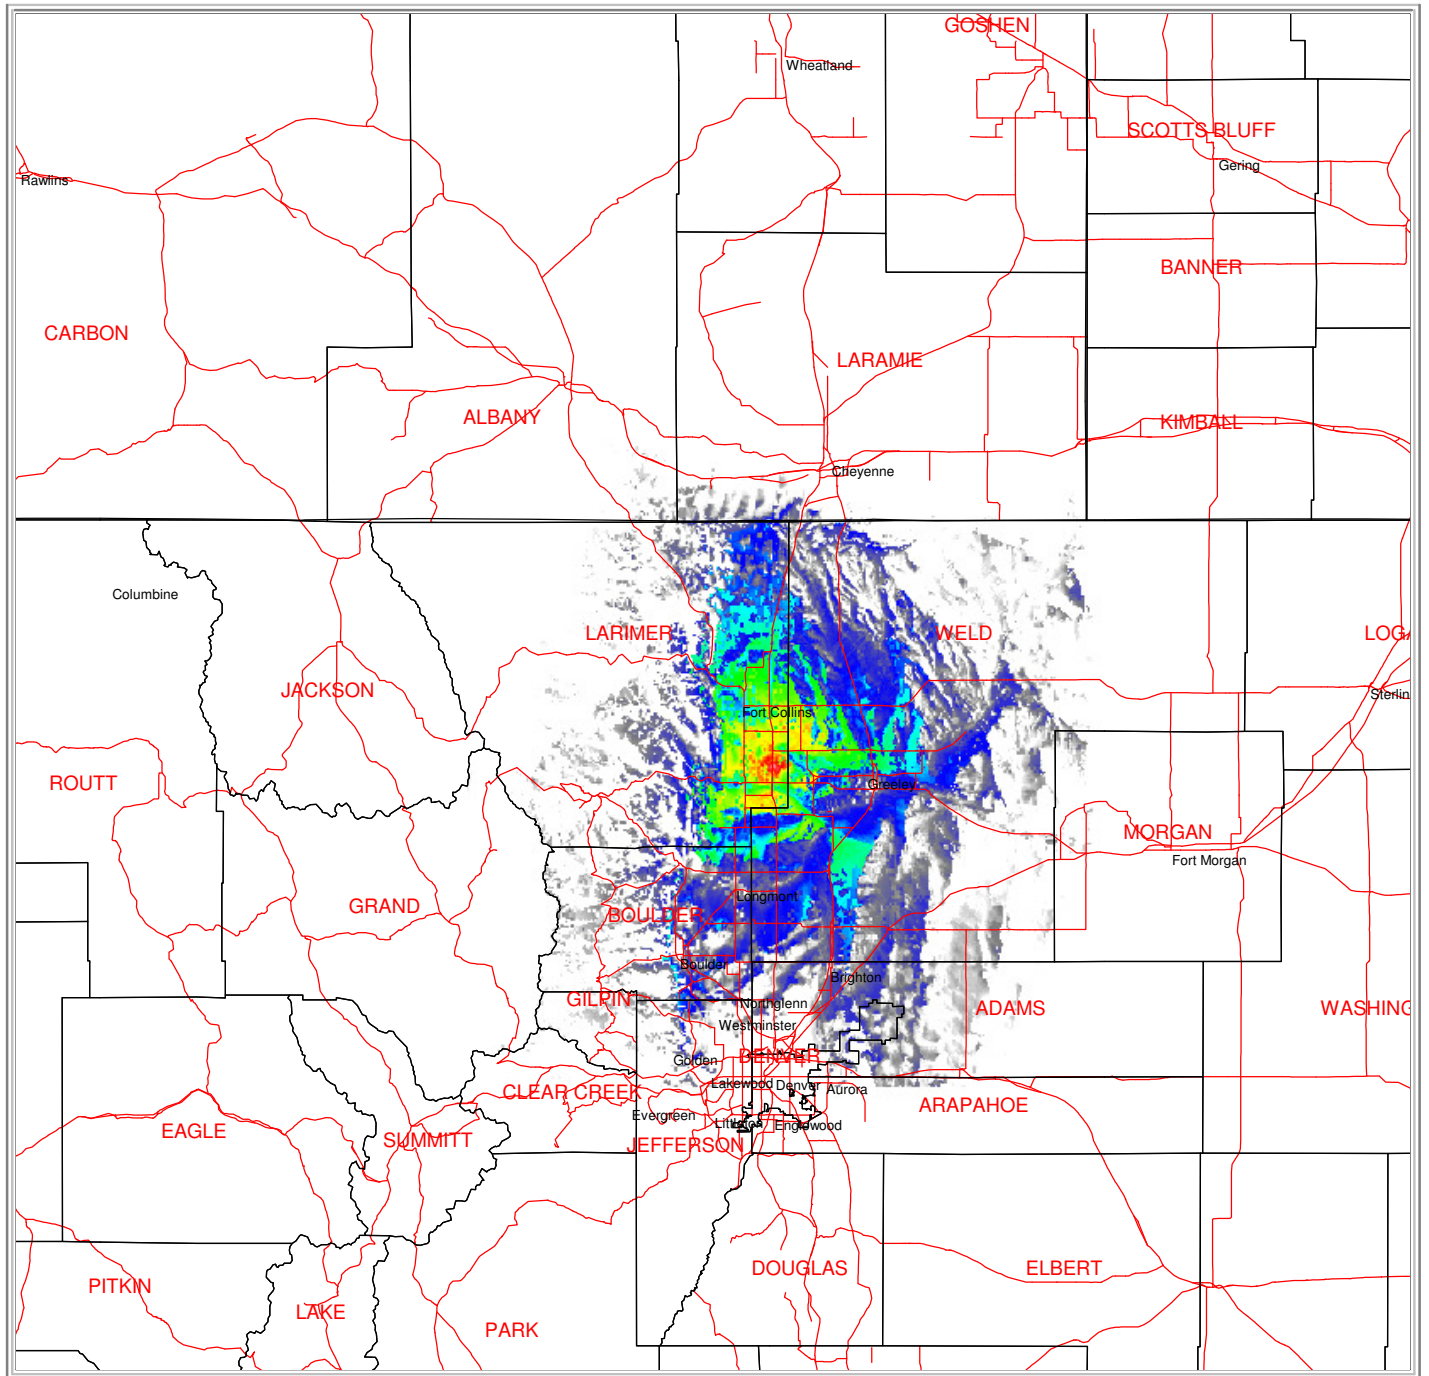 GOSHEN
Wheatland
SCOTTS BLUFF
Gering
Rawlins
BANNER
CARBON
LARAMIE
ALBANY
KIMBALL
Cheyenne
Columbine
LARIMER
WELD
LOGA
JACKSON
Sterlin
Fort Collins
ROUTT
Greeley
MORGAN
Fort Morgan
Longmont
GRAND
BOULDER
Boulder
Brighton
GILPIN
Northglenn
ADAMS
WASHING
Westminster
DENVER
Golden
Lakewood
Denver
Aurora
CLEAR CREEK
ARAPAHOE
Evergreen
Englewood
EAGLE
SUMMITT
JEFFERSON
DOUGLAS
ELBERT
PITKIN
LAKE
PARK